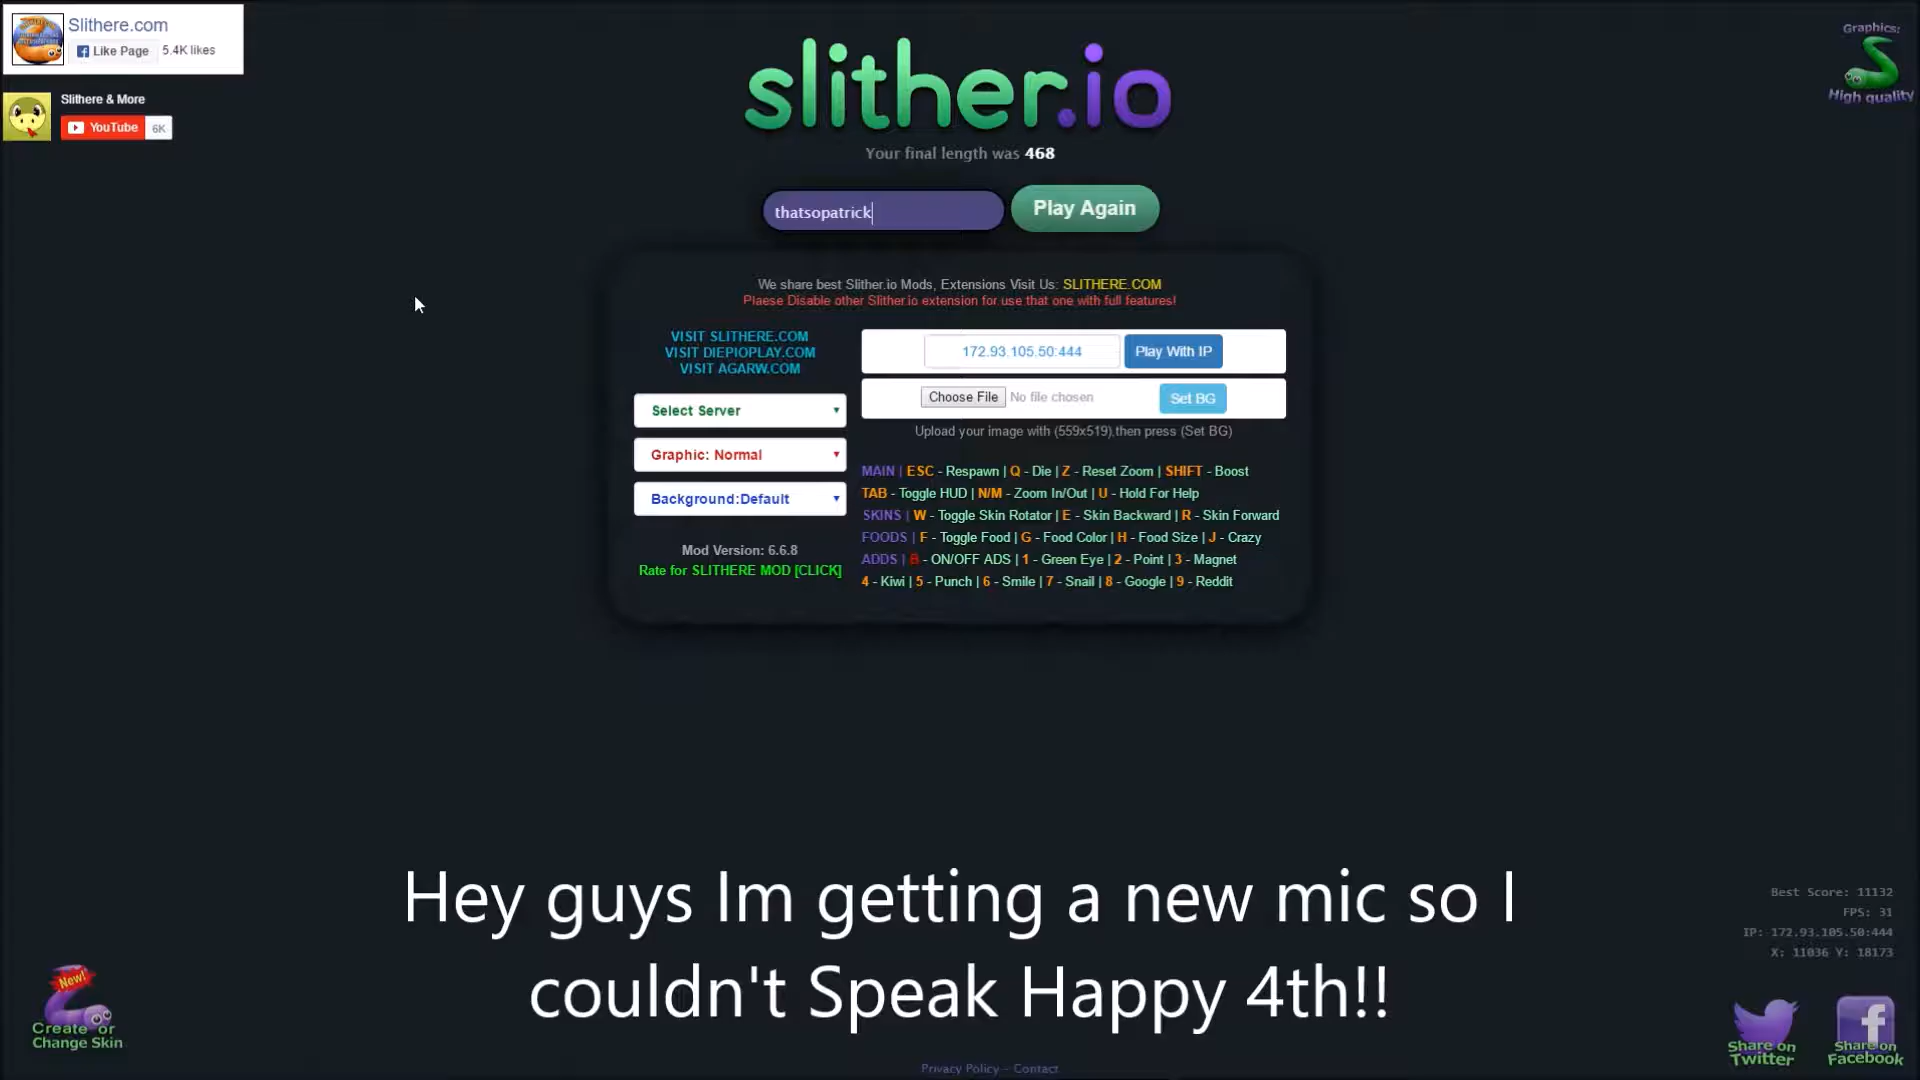 Slithere.com
Like Page 5.4K likes
Slithere & More
YouTube 6K
slither.io
Your final length was 468
thatsopatrick
Play Again
Graphics:
High quality
We share best Slither.io Mods, Extensions Visit Us: SLITHERE.COM
Plaese Disable other Slither.io extension for use that one with full features!
VISIT SLITHERE.COM
VISIT DIEPIOPLAY.COM
VISIT AGARW.COM
172.93.105.50:444 Play With IP
Choose File No file chosen Set BG
Upload your image with (559x519),then press (Set BG)
Select Server
Graphic: Normal
Background:Default
Mod Version: 6.6.8
Rate for SLITHERE MOD [CLICK]
MAIN | ESC - Respawn | Q - Die | Z - Reset Zoom | SHIFT - Boost
TAB - Toggle HUD | N/M - Zoom In/Out | U - Hold For Help
SKINS | W - Toggle Skin Rotator | E - Skin Backward | R - Skin Forward
FOODS | F - Toggle Food | G - Food Color | H - Food Size | J - Crazy
ADDS | B - ON/OFF ADS | 1 - Green Eye | 2 - Point | 3 - Magnet
4 - Kiwi | 5 - Punch | 6 - Smile | 7 - Snail | 8 - Google | 9 - Reddit
Hey guys Im getting a new mic so I
couldn't Speak Happy 4th!!
Best Score: 11132
FPS: 31
IP: 172.93.105.50:444
X: 11036 Y: 18173
New!
Create or
Change Skin
Share on
Twitter
Share on
Facebook
Privacy Policy - Contact